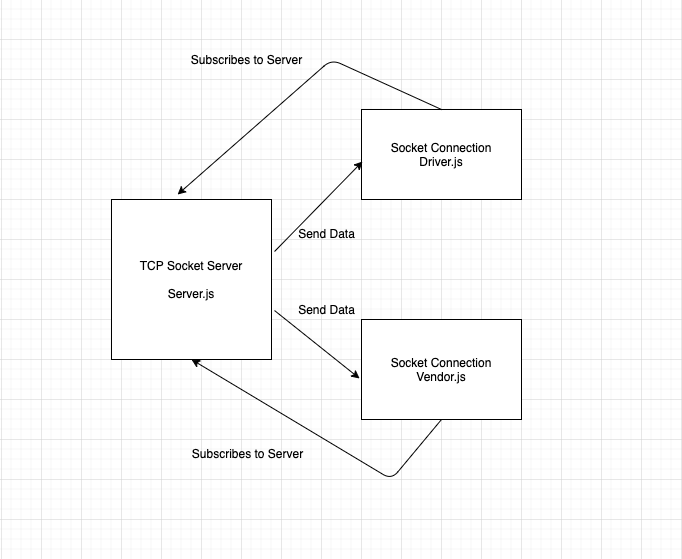 Subscribes to Server
Socket Connection
Driver.js
Send Data
TCP Socket Server
Server.js
Send Data
Socket Connection
Vendor.js
Subscribes to Server